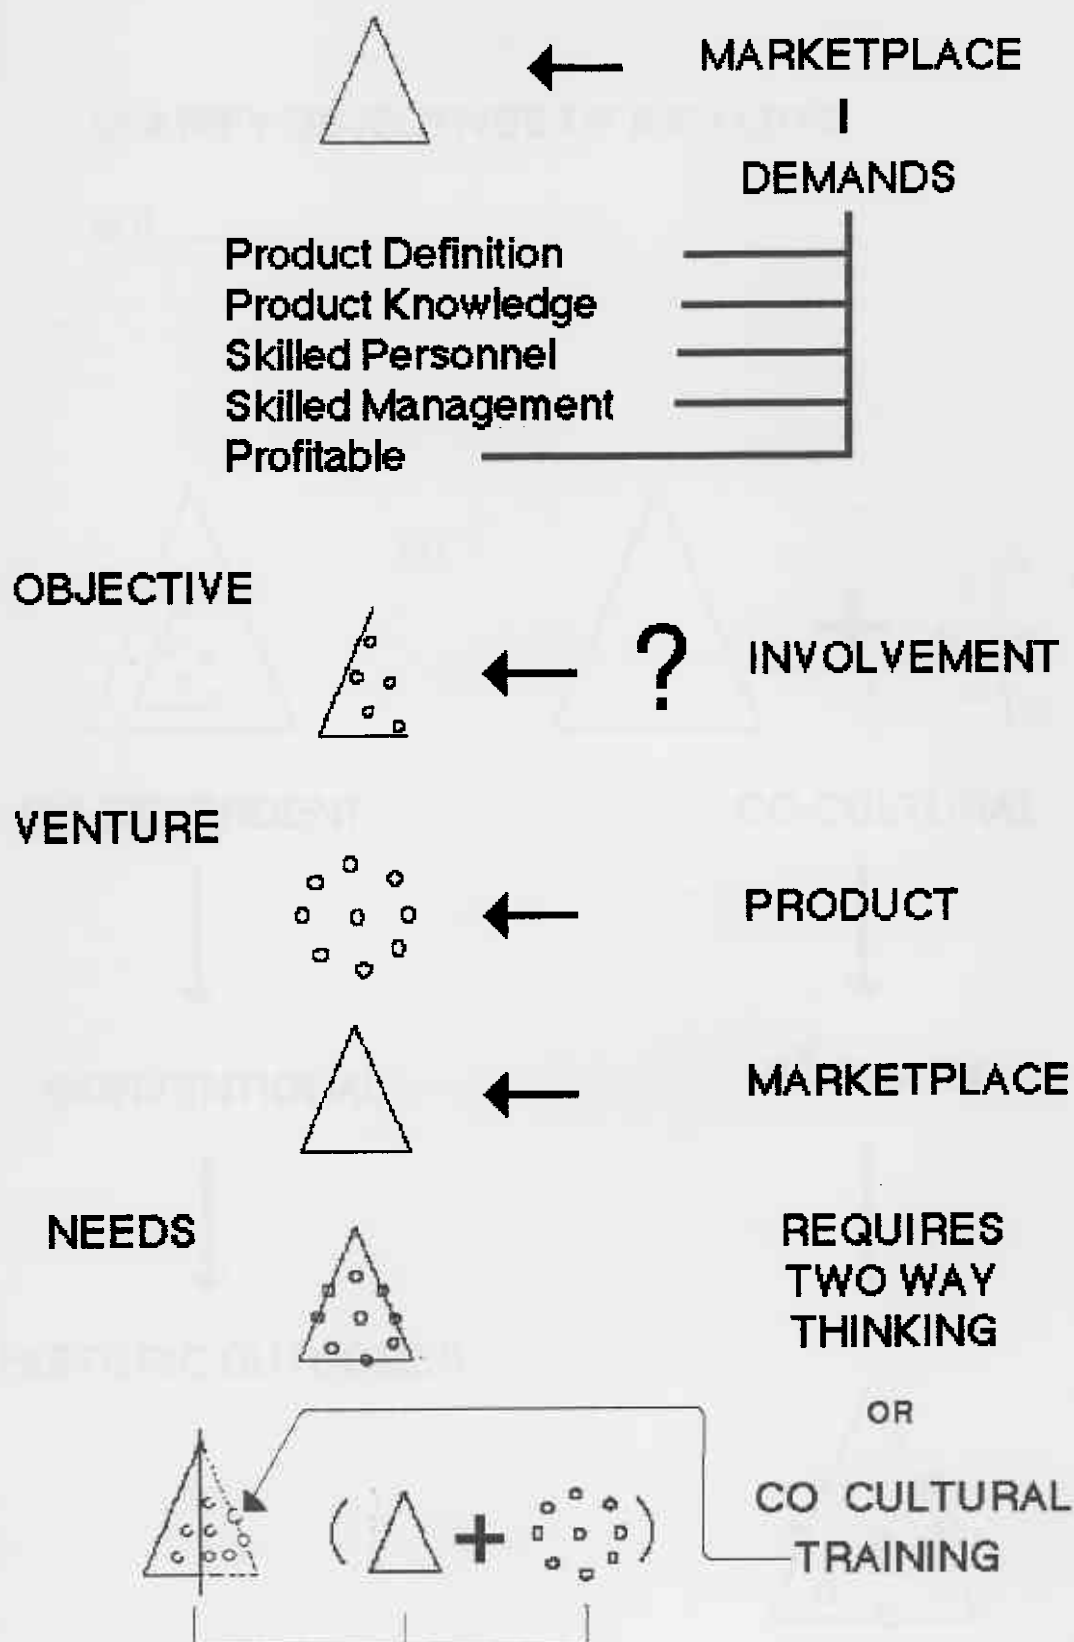 MARKETPLACE
DEMANDS
Product Definition
Product Knowledge
Skilled Personnel
Skilled Management
Profitable
OBJECTIVE
? INVOLVEMENT
VENTURE
PRODUCT
MARKETPLACE
NEEDS
REQUIRES
TWO WAY
THINKING
OR
( + )
CO CULTURAL
TRAINING